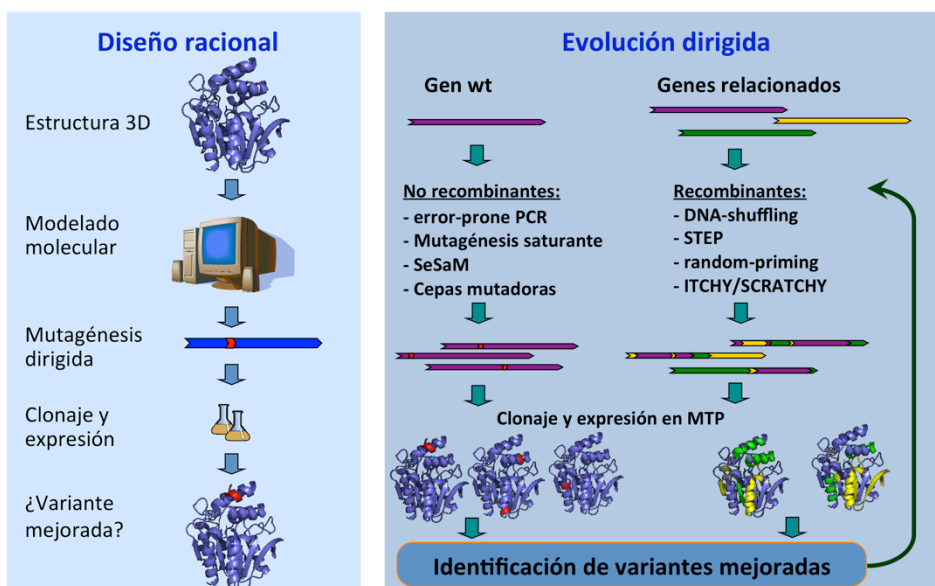 Diseño racional
Estructura 3D
Modelado
molecular
Mutagénesis
dirigida
Clonaje y
expresión
¿Variante
mejorada?
Evolución dirigida
Gen wt
Genes relacionados
No recombinantes:
- error-prone PCR
- Mutagénesis saturante
- SeSaM
- Cepas mutadoras
Recombinantes:
- DNA-shuffling
- STEP
- random-priming
- ITCHY/SCRATCHY
Clonaje y expresión en MTP
Identificación de variantes mejoradas